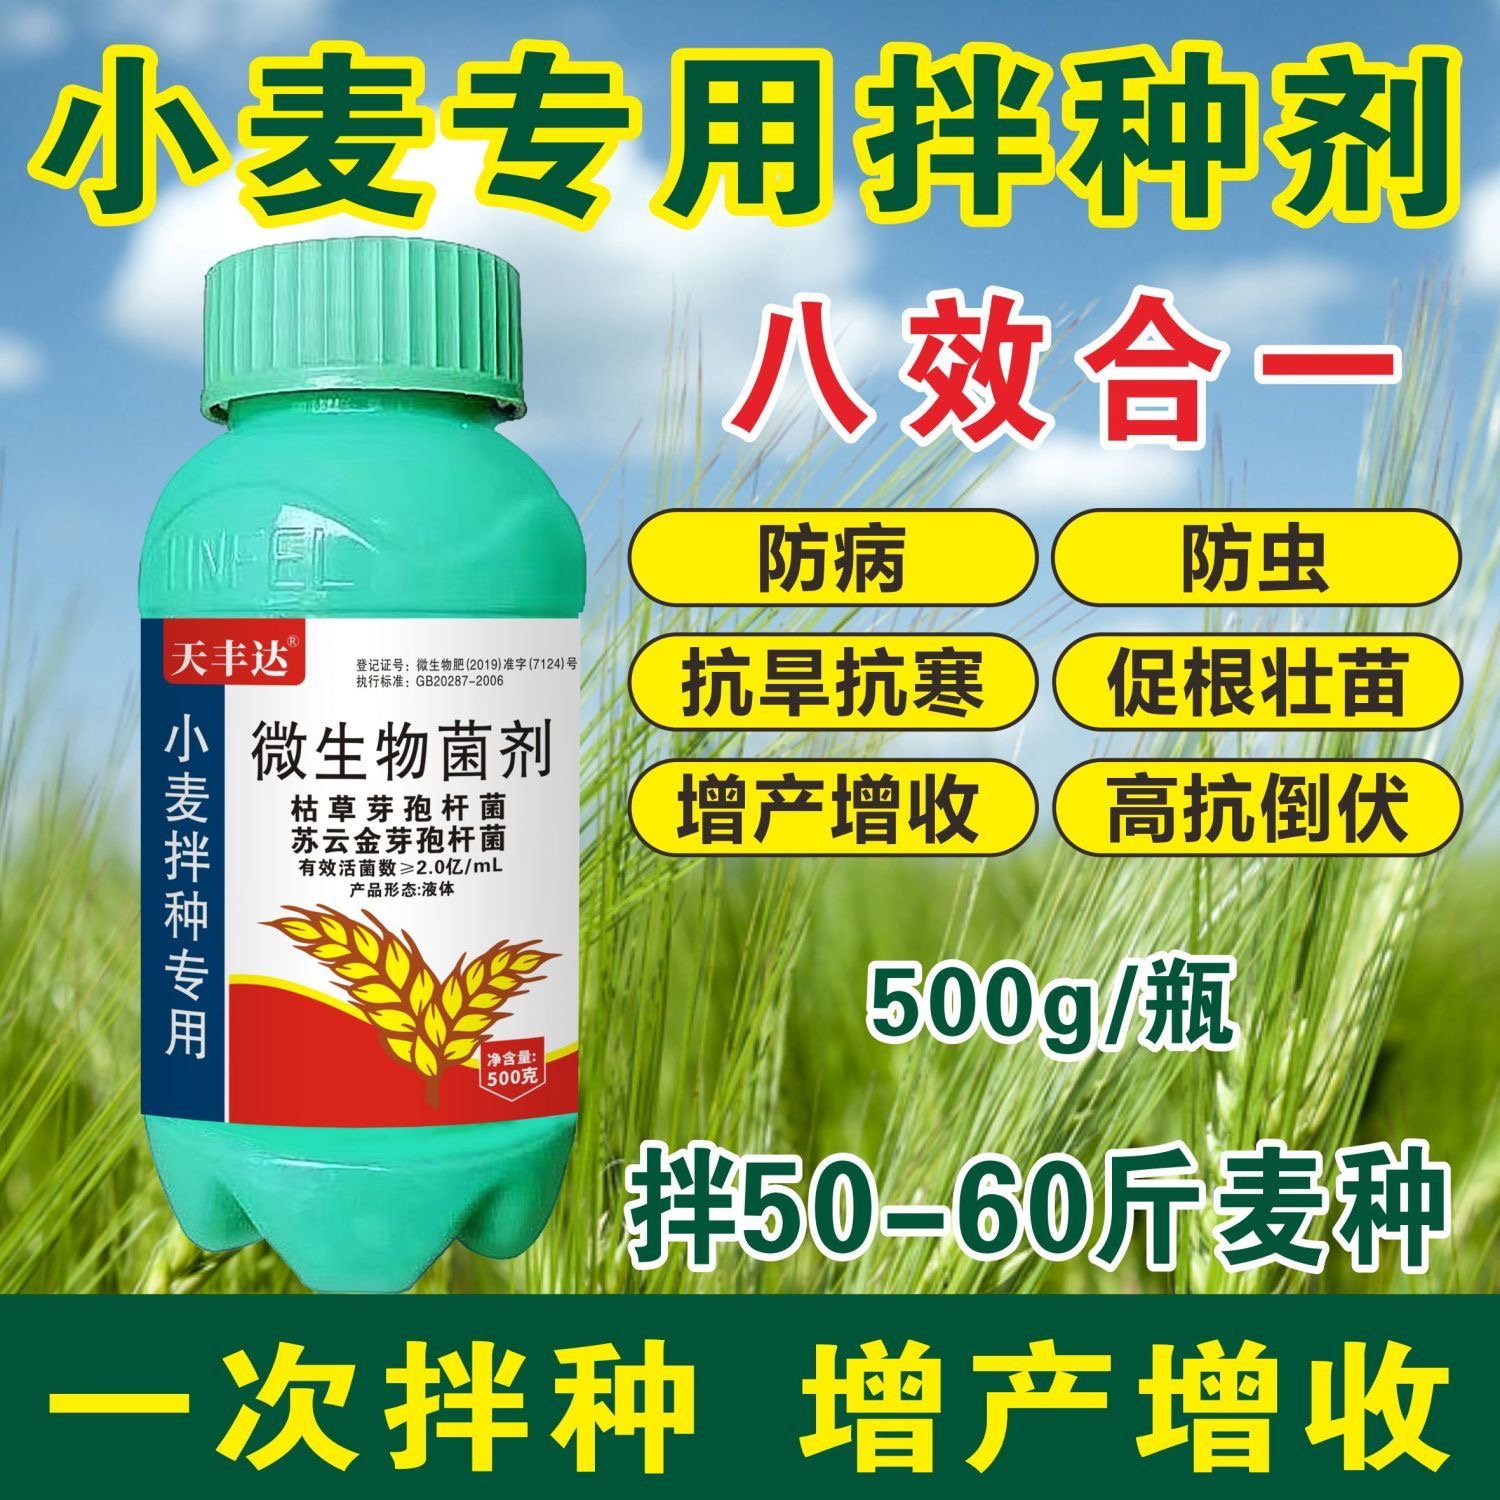 小麦专用拌种剂
八效合一
防病 防虫
抗旱抗寒 促根壮苗
增产增收 高抗倒伏
500g/瓶
拌50-60斤麦种
一次拌种 增产增收
天丰达®
登记证号：微生物肥(2019)准字(7124)号
执行标准：GB20287-2006
小麦拌种专用
微生物菌剂
枯草芽孢杆菌
苏云金芽孢杆菌
有效活菌数≥2.0亿/mL
产品形态:液体
净含量:
500克